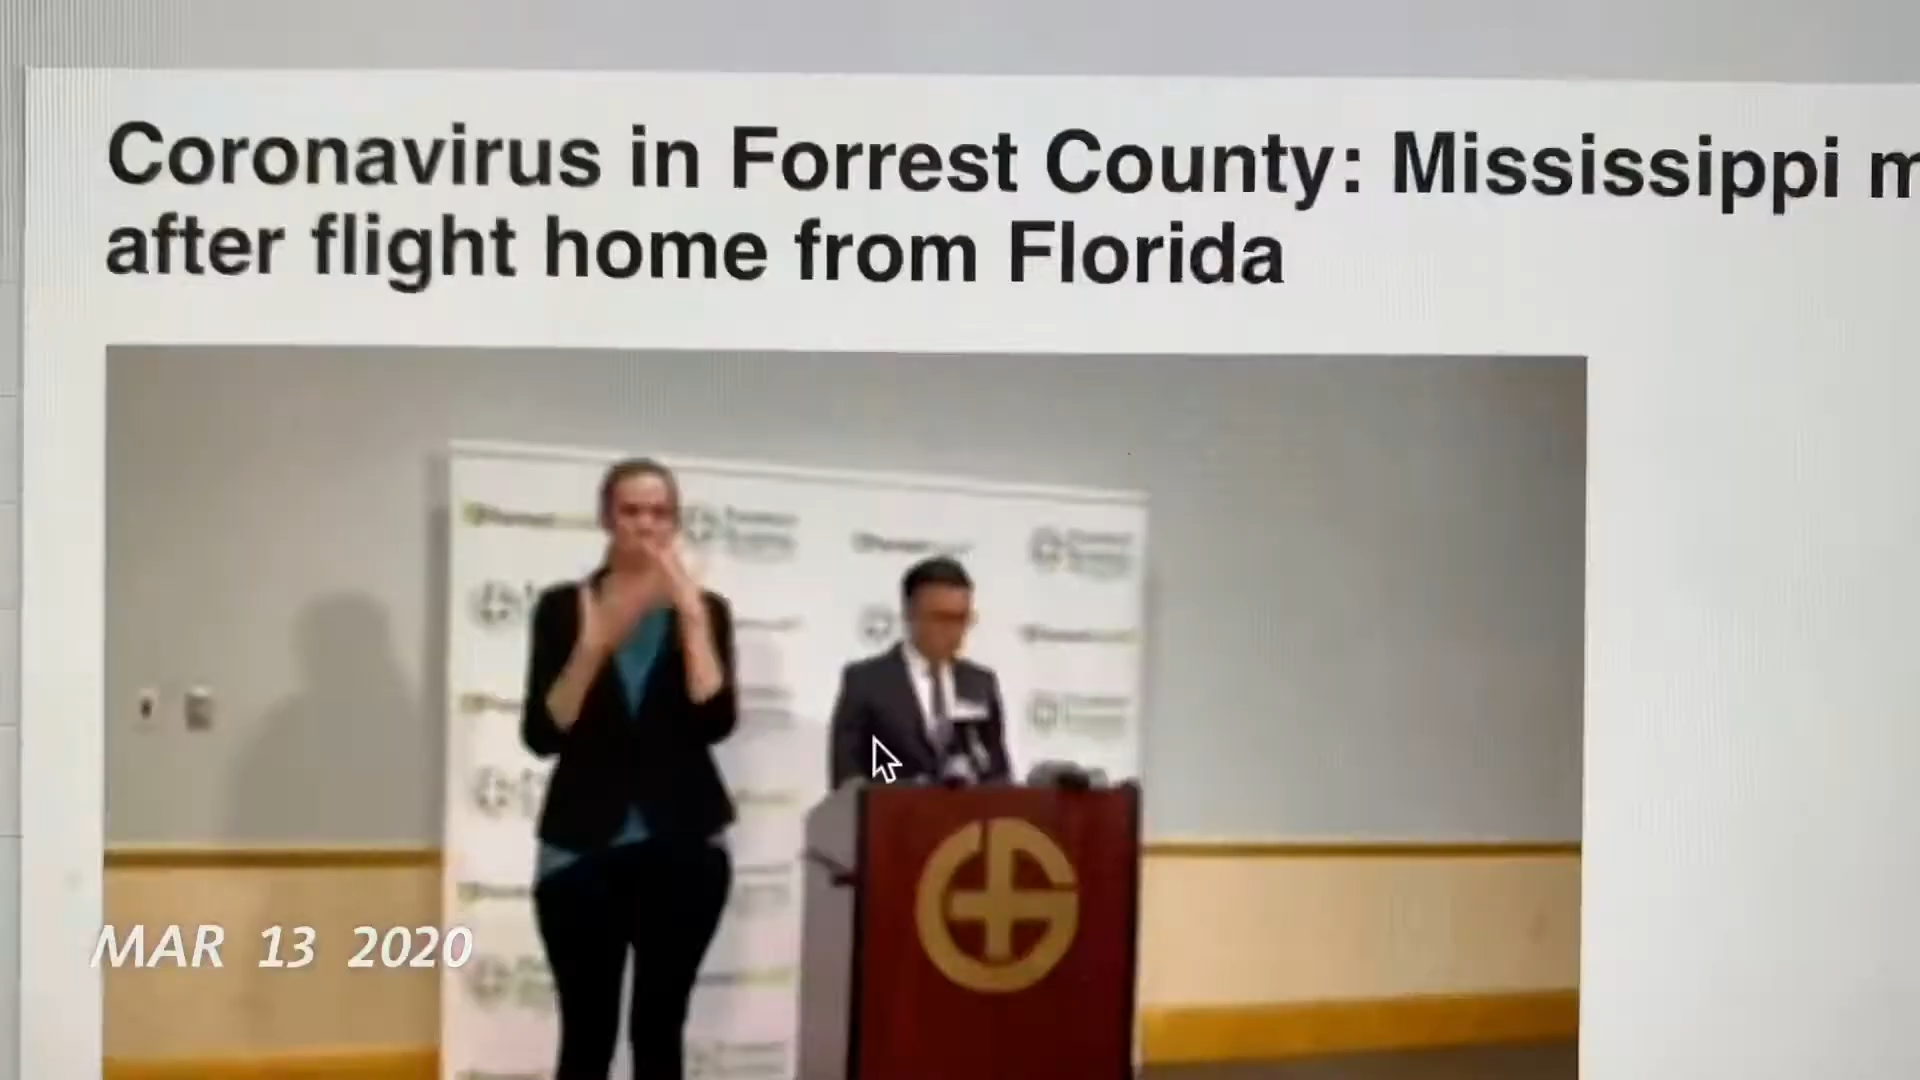 Coronavirus in Forrest County: Mississippi m
after flight home from Florida
MAR 13 2020